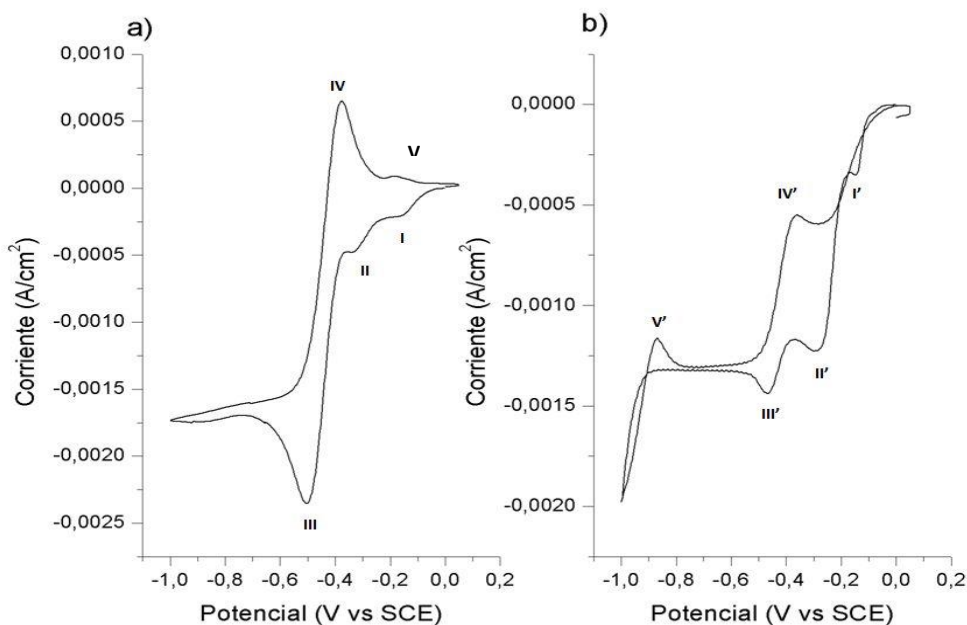 a)
Corriente (A/cm²)
0,0010
0,0005
0,0000
-0,0005
-0,0010
-0,0015
-0,0020
-0,0025
IV
V
I
II
III
-1,0 -0,8 -0,6 -0,4 -0,2 0,0 0,2
Potencial (V vs SCE)
b)
Corriente (A/cm²)
0,0000
-0,0005
-0,0010
-0,0015
-0,0020
I’
IV’
V’
II’
III’
-1,0 -0,8 -0,6 -0,4 -0,2 0,0 0,2
Potencial (V vs SCE)